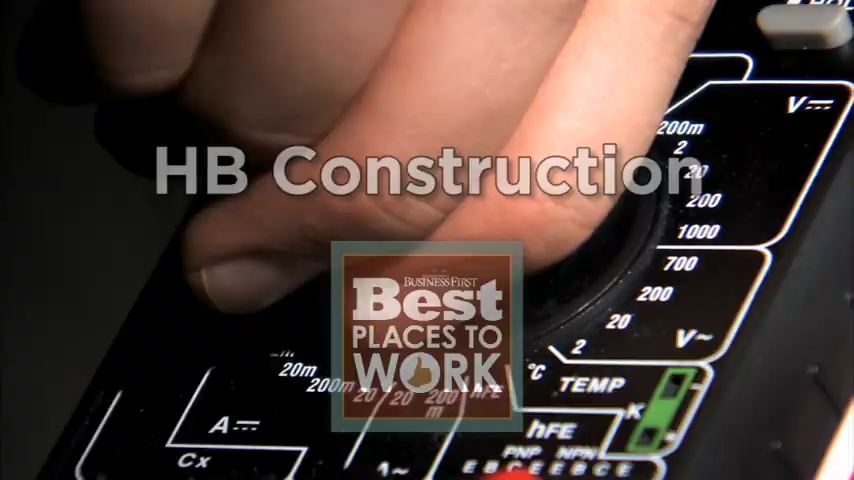 HOLD
V
200m
2
20
200
1000
HB Construction
700
200
20
2
V~
BUSINESS FIRST
Best
PLACES TO
WORK
20m
200m
20
20
200
m
hFE
°C
TEMP
K
A
hFE
Cx
PNP NPN
A~
E B C E E B C E